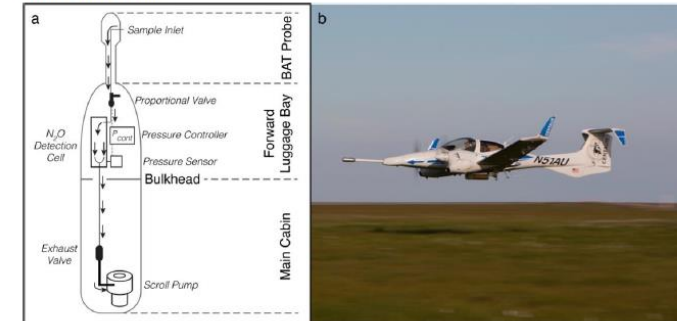 a
Sample Inlet
BAT Probe
Proportional Valve
N2O
Detection
Cell
P cont
Pressure Controller
Pressure Sensor
Forward
Luggage Bay
Bulkhead
Exhaust
Valve
Scroll Pump
Main Cabin
b
N51AU